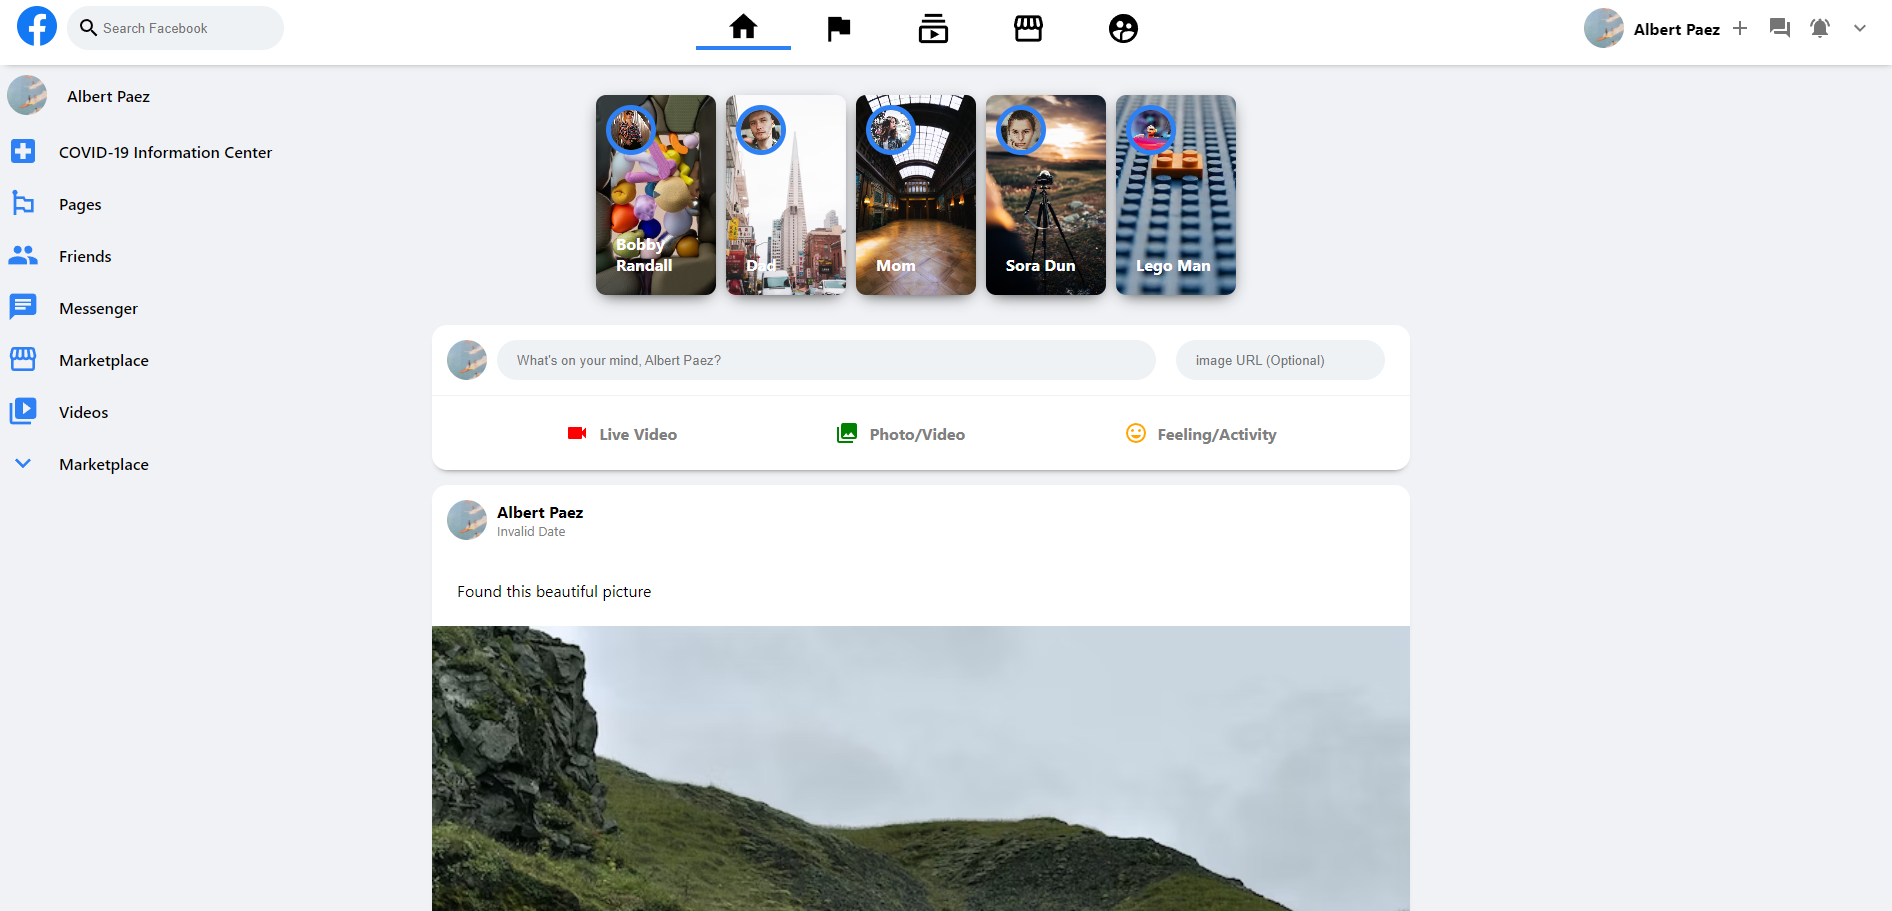 Search Facebook
Albert Paez
Albert Paez
COVID-19 Information Center
Pages
Friends
Messenger
Marketplace
Videos
Marketplace
Bobby
Randall
Dad
Mom
Sora Dun
Lego Man
What's on your mind, Albert Paez?
image URL (Optional)
Live Video
Photo/Video
Feeling/Activity
Albert Paez
Invalid Date
Found this beautiful picture